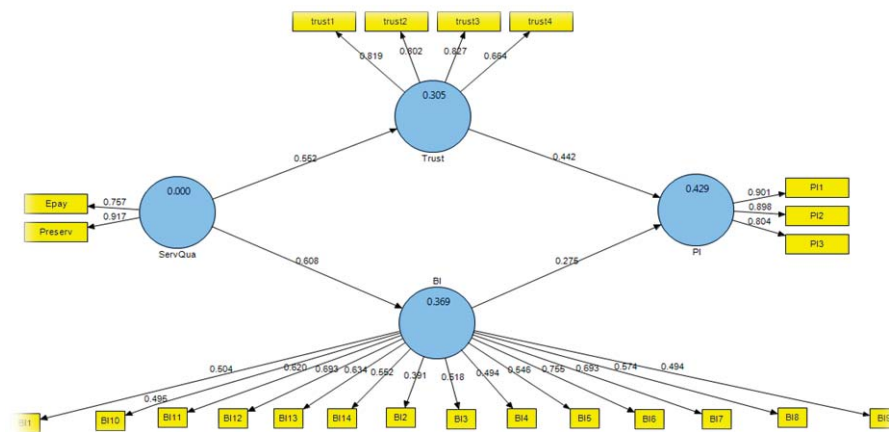 trust1 trust2 trust3 trust4
0.819 0.802 0.827 0.664
0.305
Trust
0.552 0.442
Epay 0.757
Preserv 0.917
0.000
ServQua
0.429
PI
0.901 PI1
0.898 PI2
0.804 PI3
0.608 0.275
BI
0.369
0.504 0.495 0.620 0.693 0.634 0.552 0.391 0.518 0.494 0.546 0.755 0.693 0.574 0.494
BI1 BI10 BI11 BI12 BI13 BI14 BI2 BI3 BI4 BI5 BI6 BI7 BI8 BI9